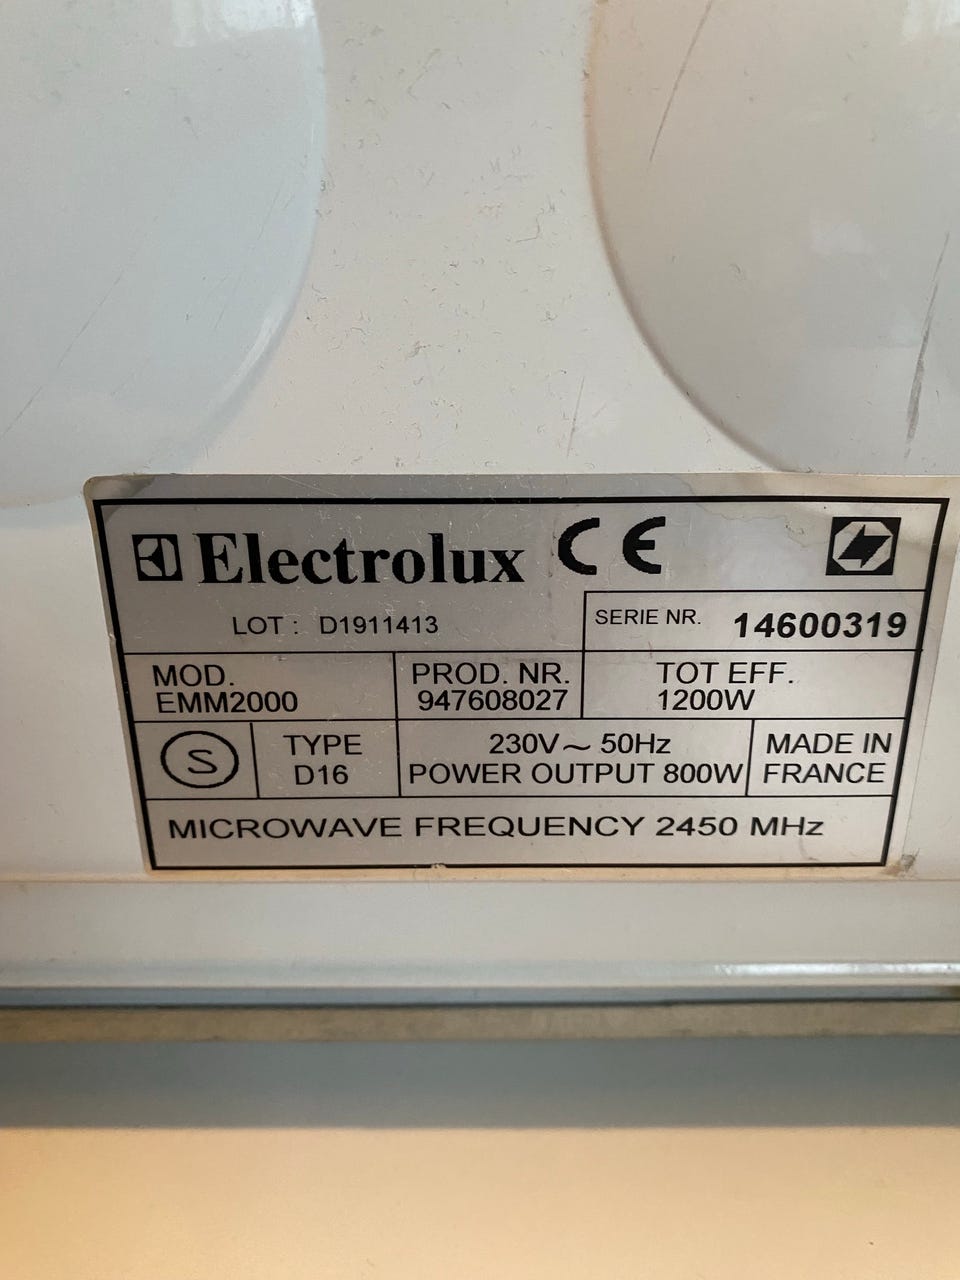 Electrolux CE
LOT : D1911413
SERIE NR. 14600319
MOD.
EMM2000
PROD. NR.
947608027
TOT EFF.
1200W
S
TYPE
D16
230V~ 50Hz
POWER OUTPUT 800W
MADE IN
FRANCE
MICROWAVE FREQUENCY 2450 MHz